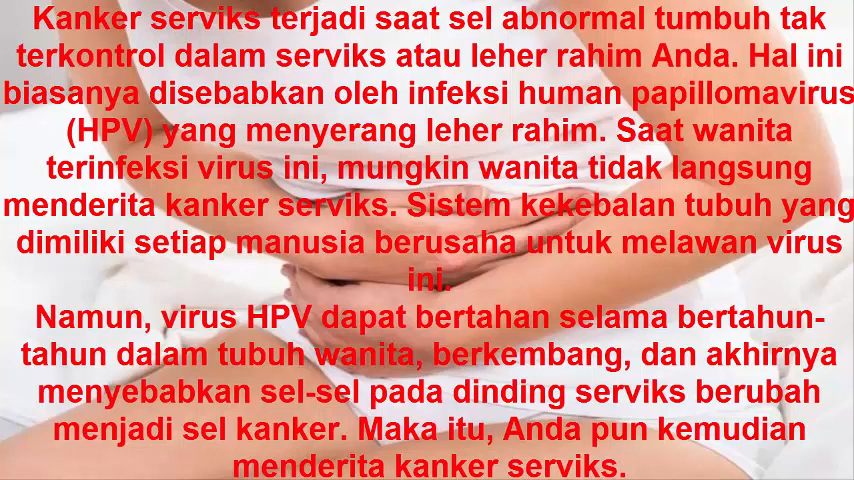 Kanker serviks terjadi saat sel abnormal tumbuh tak
terkontrol dalam serviks atau leher rahim Anda. Hal ini
biasanya disebabkan oleh infeksi human papillomavirus
(HPV) yang menyerang leher rahim. Saat wanita
terinfeksi virus ini, mungkin wanita tidak langsung
menderita kanker serviks. Sistem kekebalan tubuh yang
dimiliki setiap manusia berusaha untuk melawan virus
ini.
Namun, virus HPV dapat bertahan selama bertahun-
tahun dalam tubuh wanita, berkembang, dan akhirnya
menyebabkan sel-sel pada dinding serviks berubah
menjadi sel kanker. Maka itu, Anda pun kemudian
menderita kanker serviks.